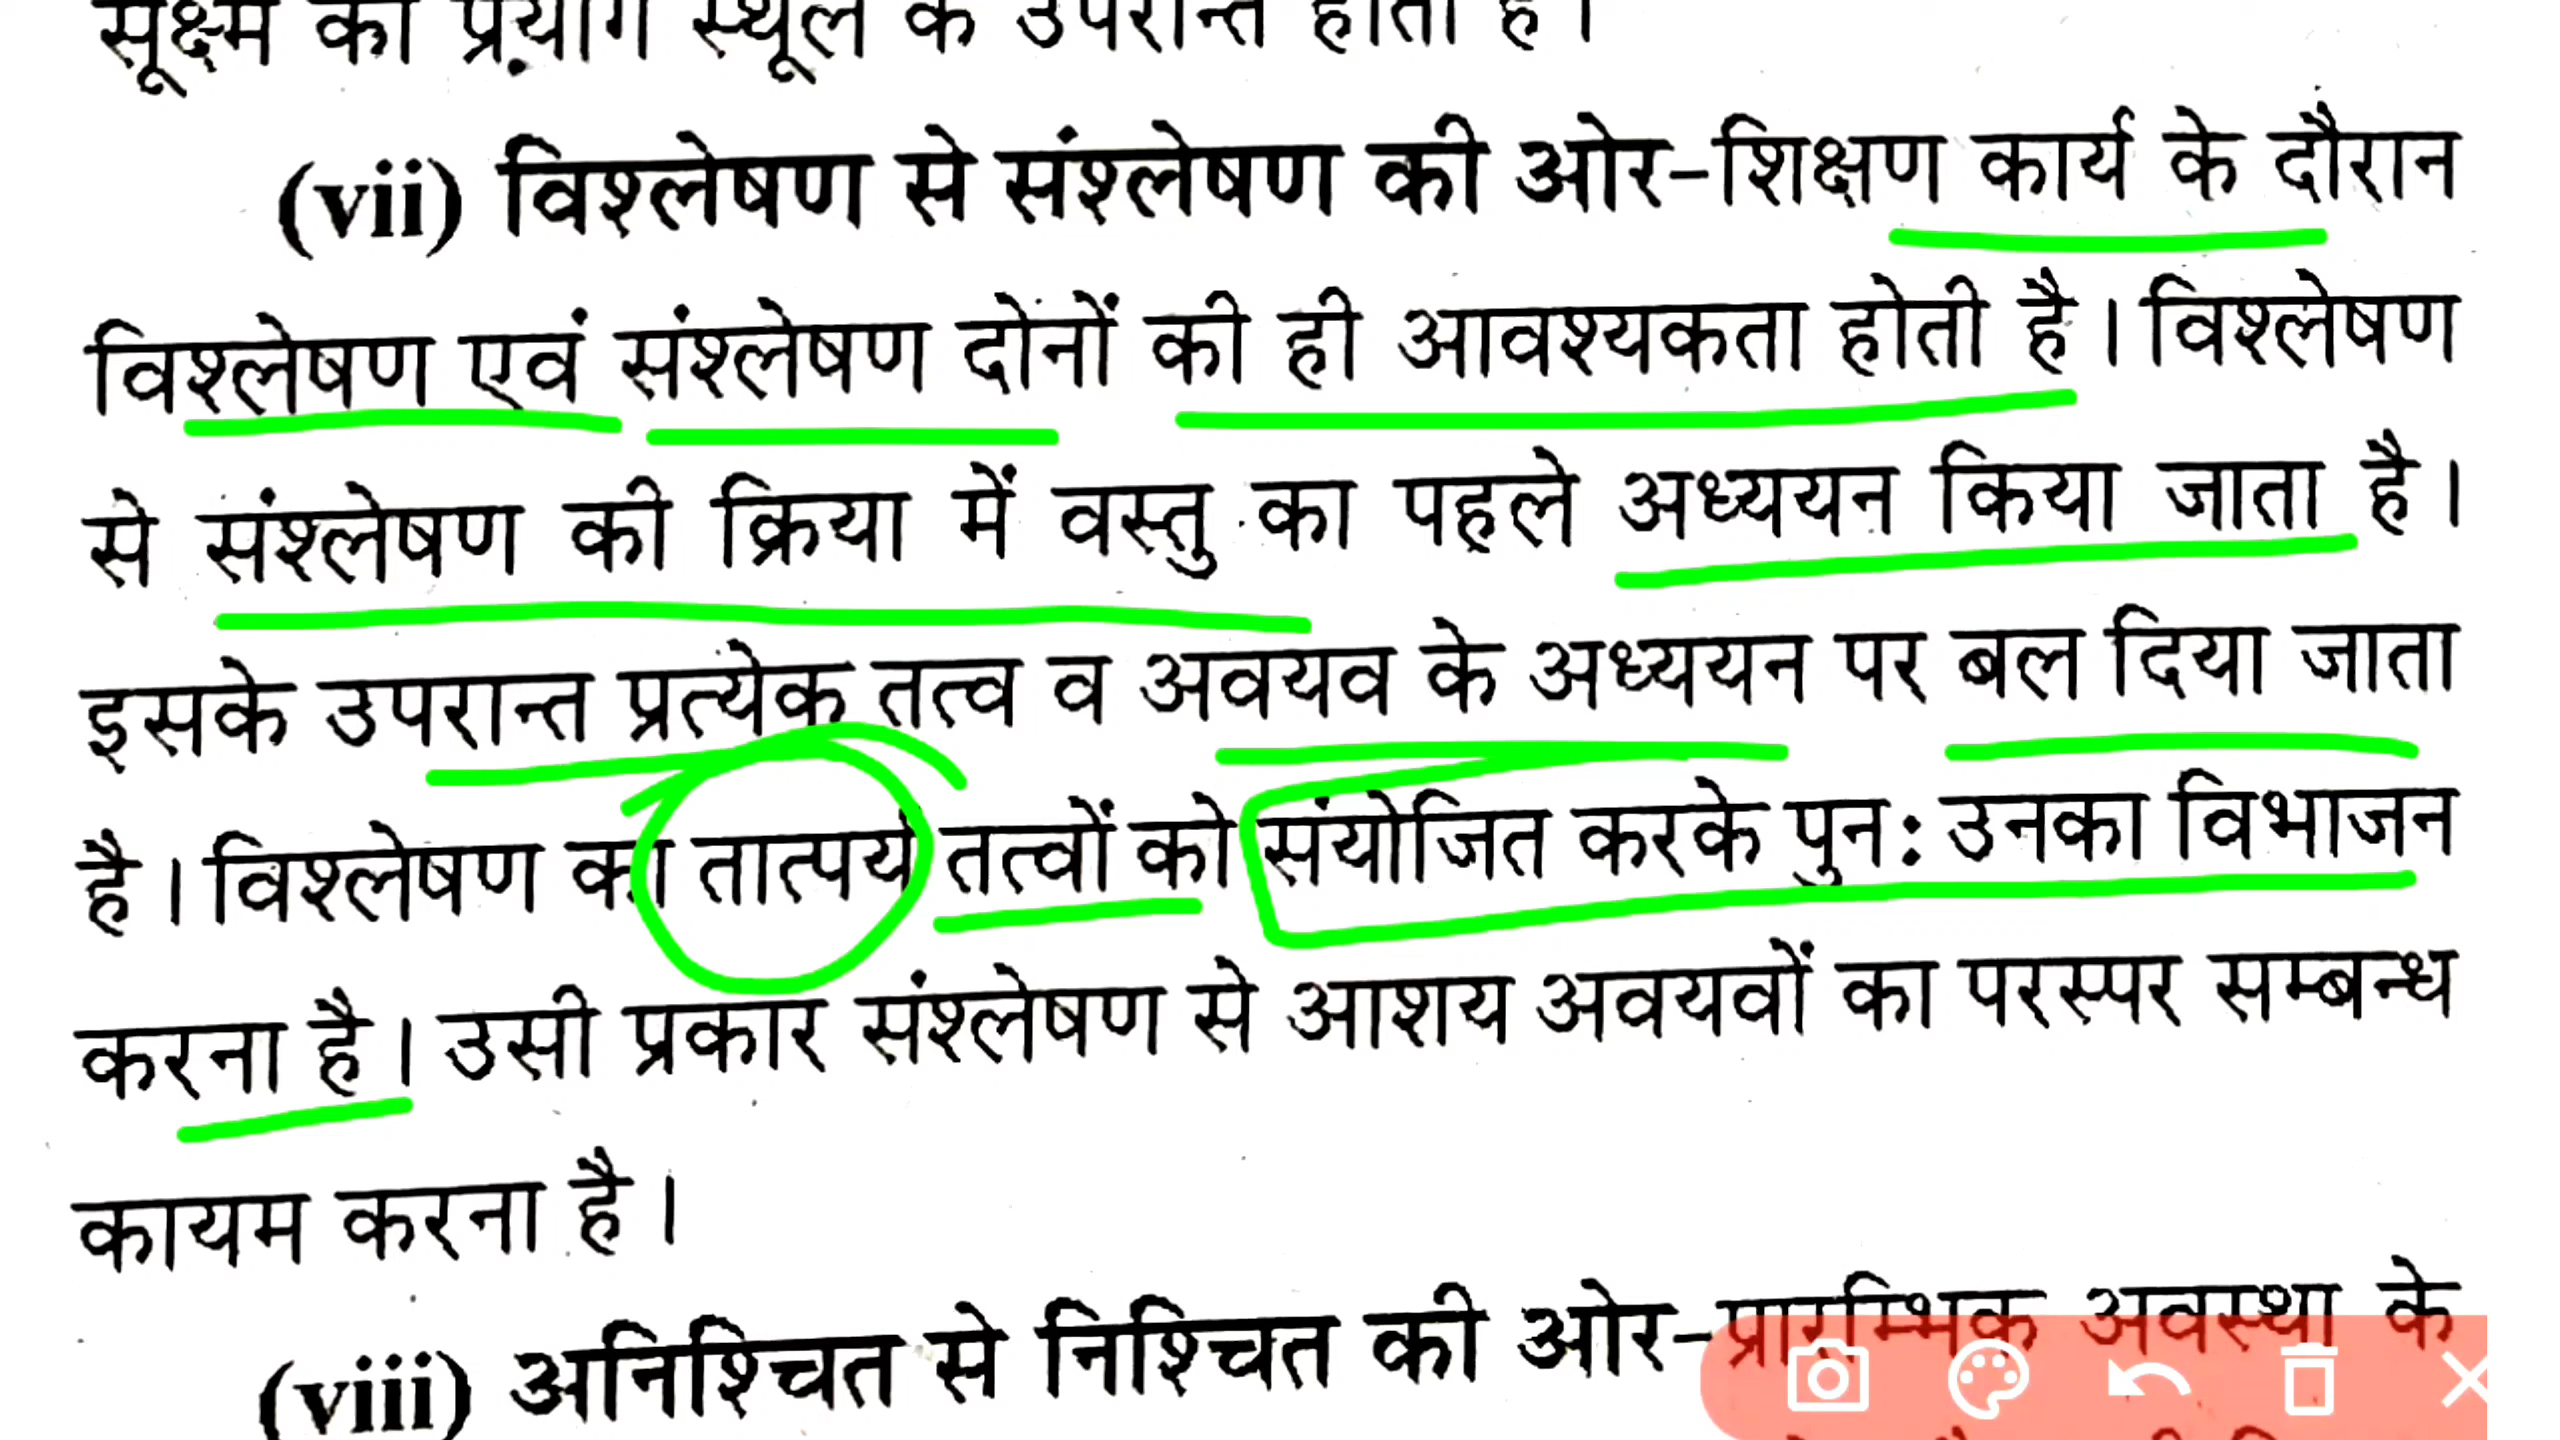 सूक्ष्म का प्रयोग स्थूल के उपरान्त होता है।
(vii) विश्लेषण से संश्लेषण की ओर-शिक्षण कार्य के दौरान
विश्लेषण एवं संश्लेषण दोनों की ही आवश्यकता होती है। विश्लेषण
से संश्लेषण की क्रिया में वस्तु का पहले अध्ययन किया जाता है।
इसके उपरान्त प्रत्येक तत्व व अवयव के अध्ययन पर बल दिया जाता
है। विश्लेषण का तात्पर्य तत्वों को संयोजित करके पुनः उनका विभाजन
करना है। उसी प्रकार संश्लेषण से आशय अवयवों का परस्पर सम्बन्ध
कायम करना है।
(viii) अनिश्चित से निश्चित की ओर-प्रारम्भिक अवस्था के